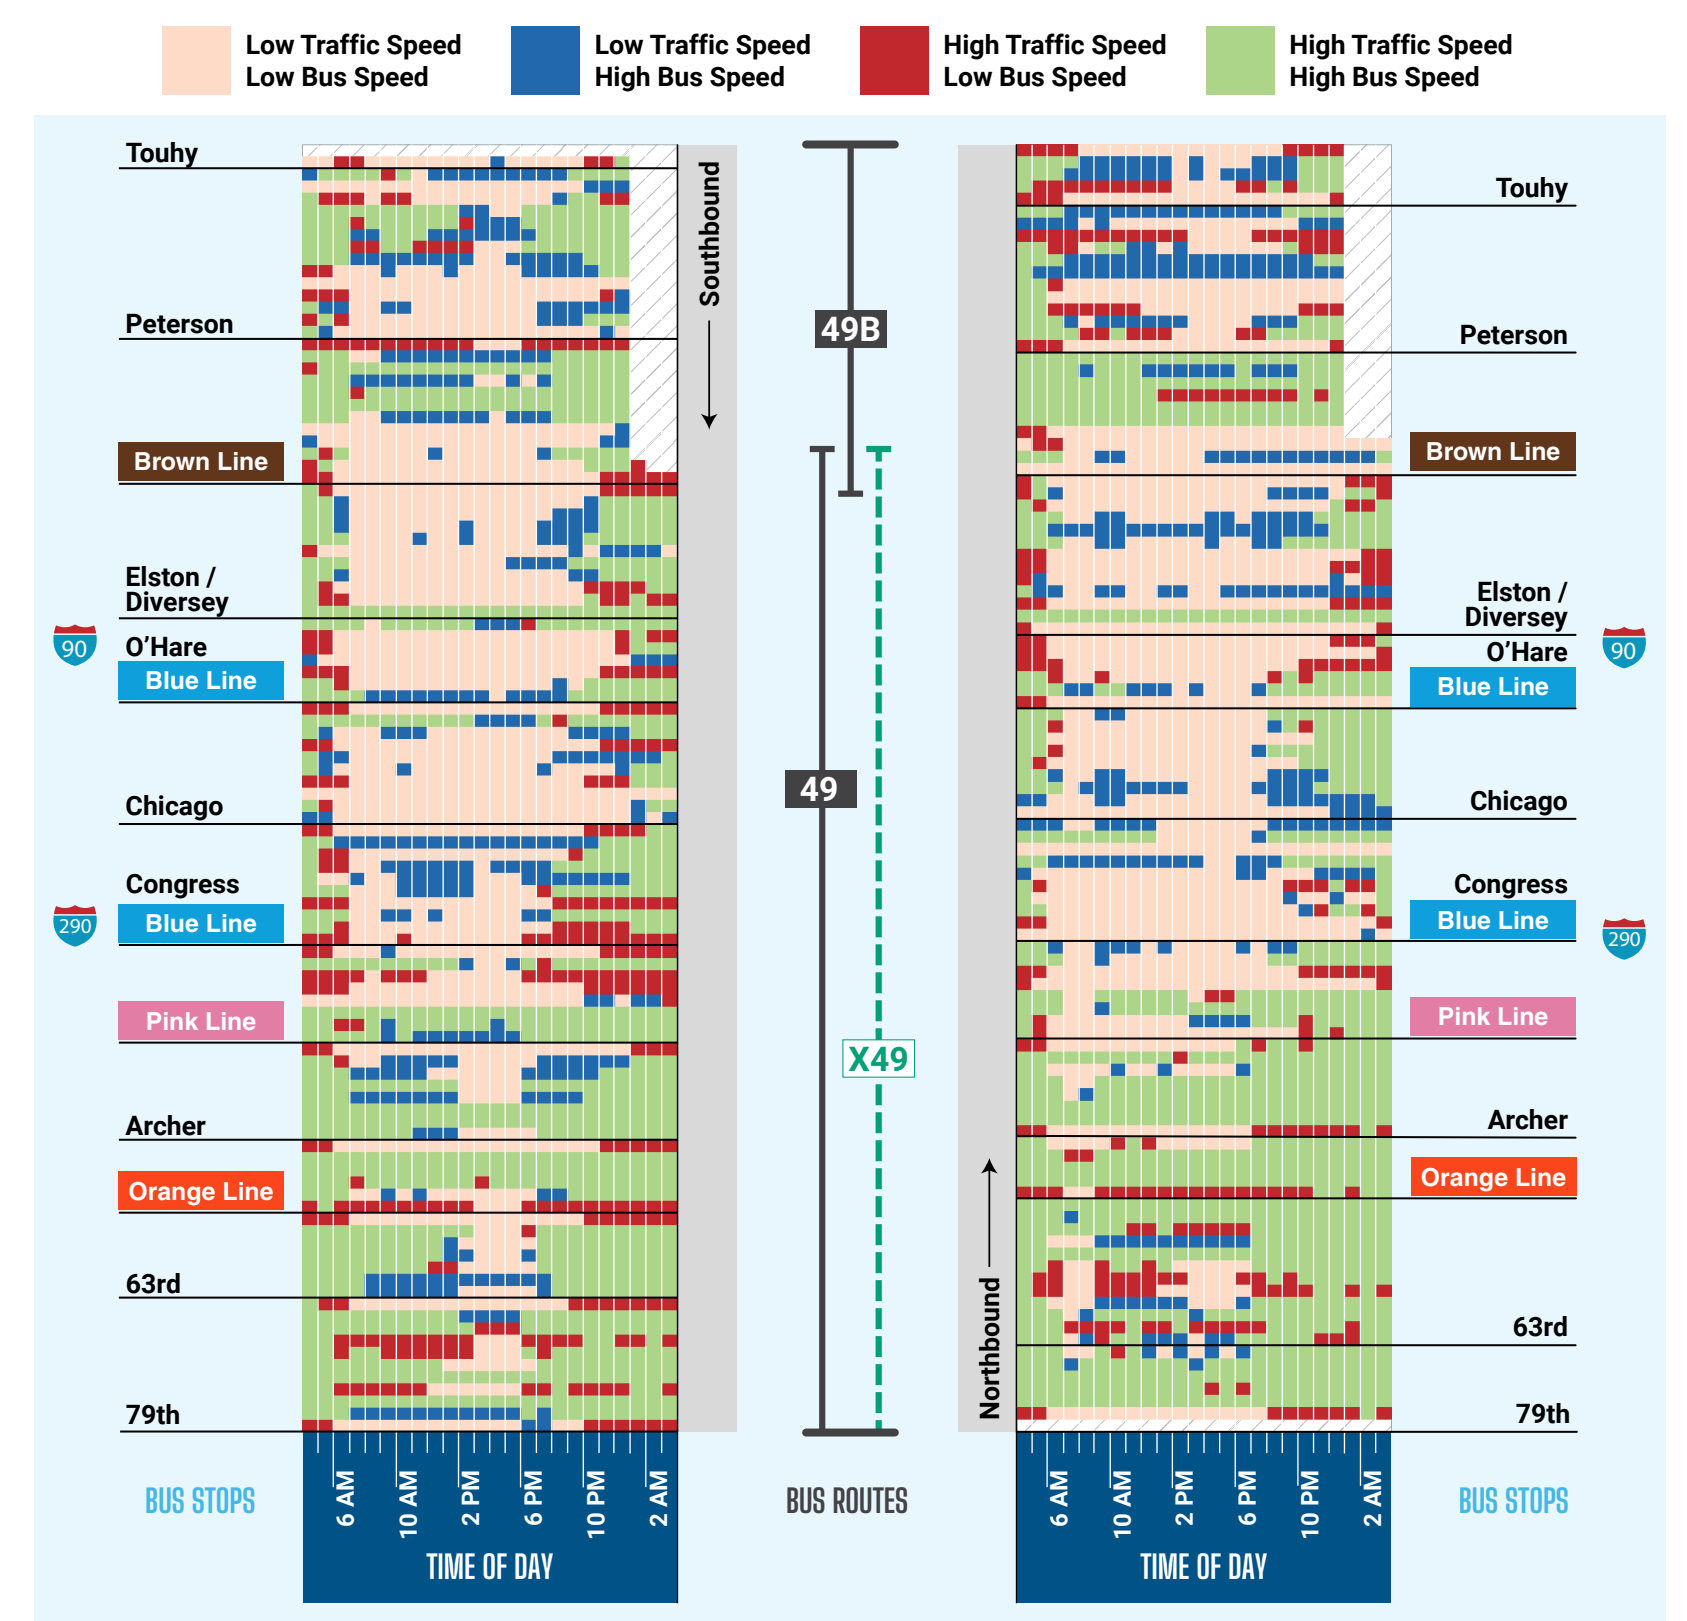 Low Traffic Speed
Low Bus Speed
Low Traffic Speed
High Bus Speed
High Traffic Speed
Low Bus Speed
High Traffic Speed
High Bus Speed
Touhy
Peterson
Brown Line
Elston /
Diversey
90
O'Hare
Blue Line
Chicago
Congress
290
Blue Line
Pink Line
Archer
Orange Line
63rd
79th
Southbound
49B
49
X49
Northbound
Touhy
Peterson
Brown Line
Elston /
Diversey
O'Hare
90
Blue Line
Chicago
Congress
Blue Line
290
Pink Line
Archer
Orange Line
63rd
79th
BUS STOPS
6 AM
10 AM
2 PM
6 PM
10 PM
2 AM
TIME OF DAY
BUS ROUTES
6 AM
10 AM
2 PM
6 PM
10 PM
2 AM
TIME OF DAY
BUS STOPS